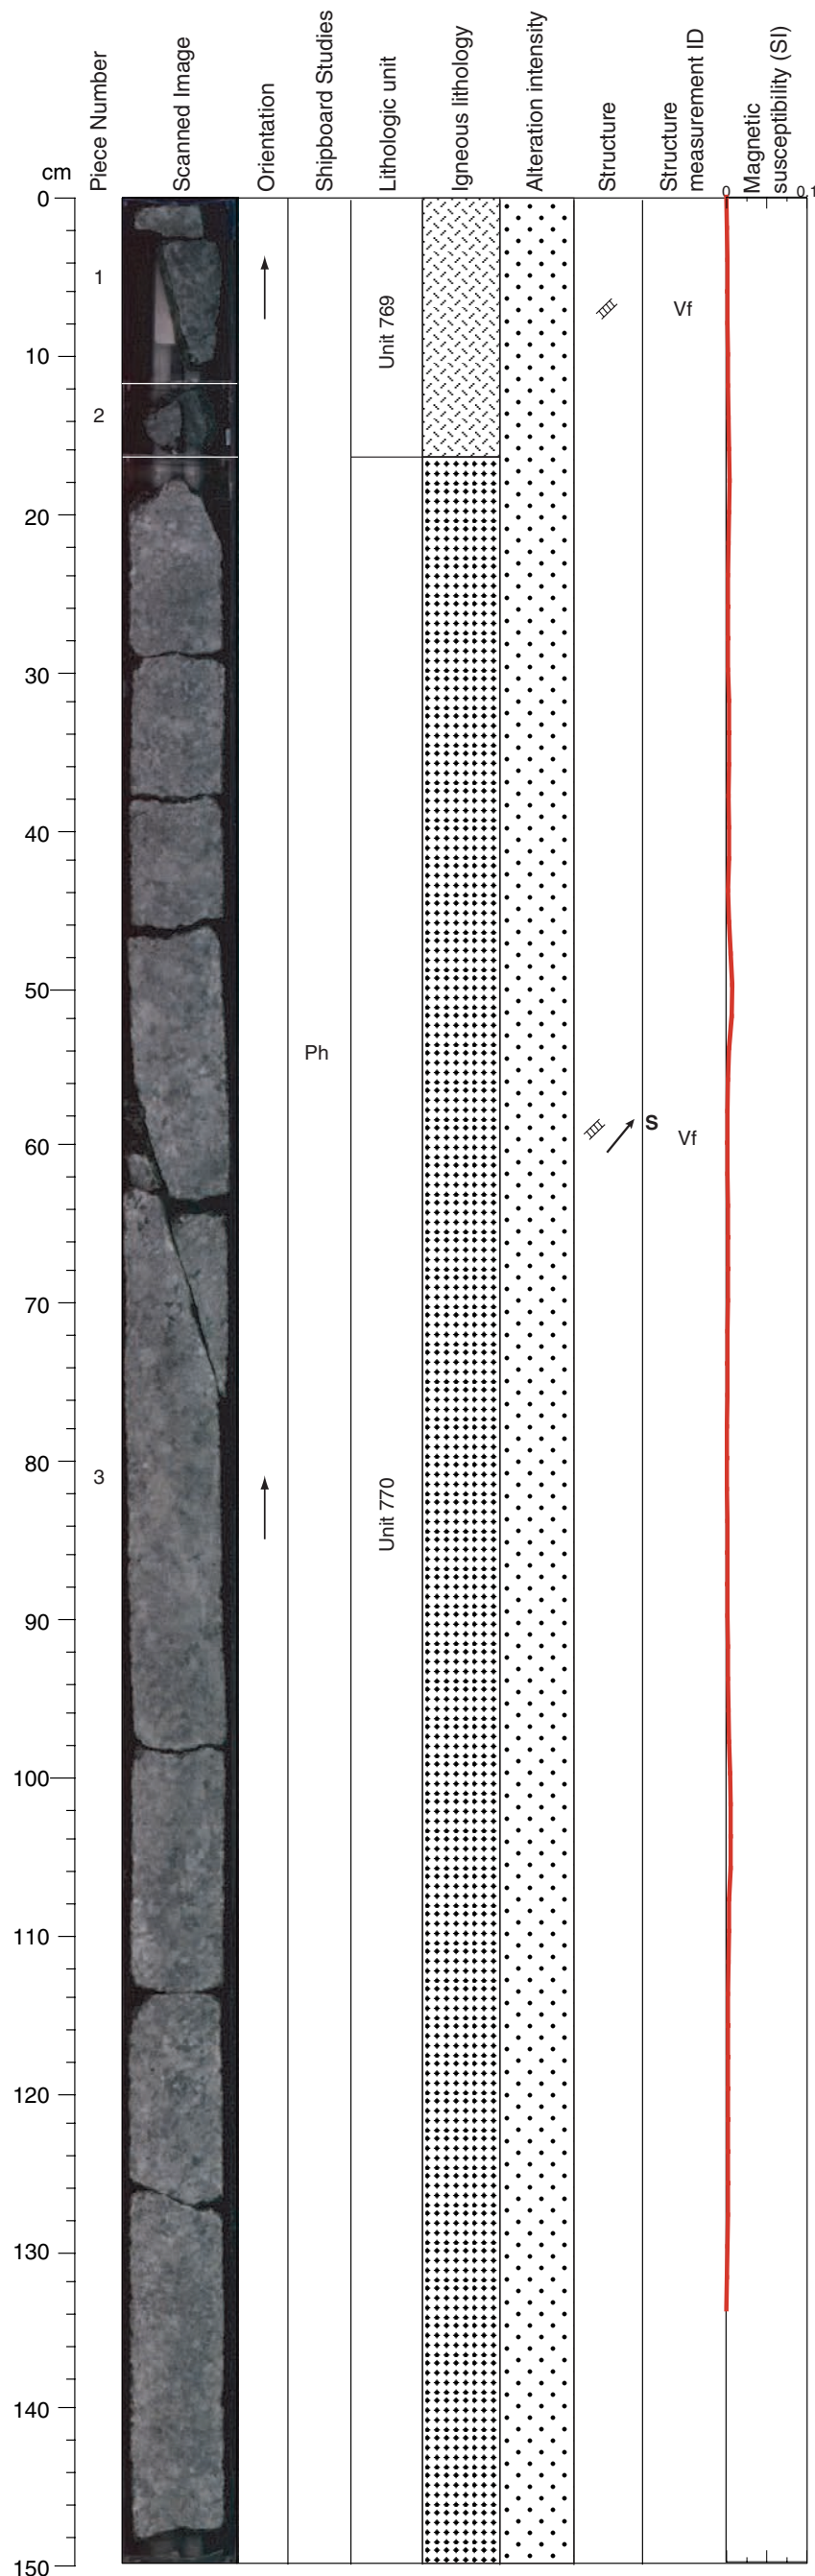 cm
Piece Number
Scanned Image
Orientation
Shipboard Studies
Lithologic unit
Igneous lithology
Alteration intensity
Structure
Structure
measurement ID
Magnetic
susceptibility (SI)
0
0.1
0
1
Unit 769
Vf
10
2
20
30
40
50
Ph
S
Vf
60
70
80
3
Unit 770
90
100
110
120
130
140
150